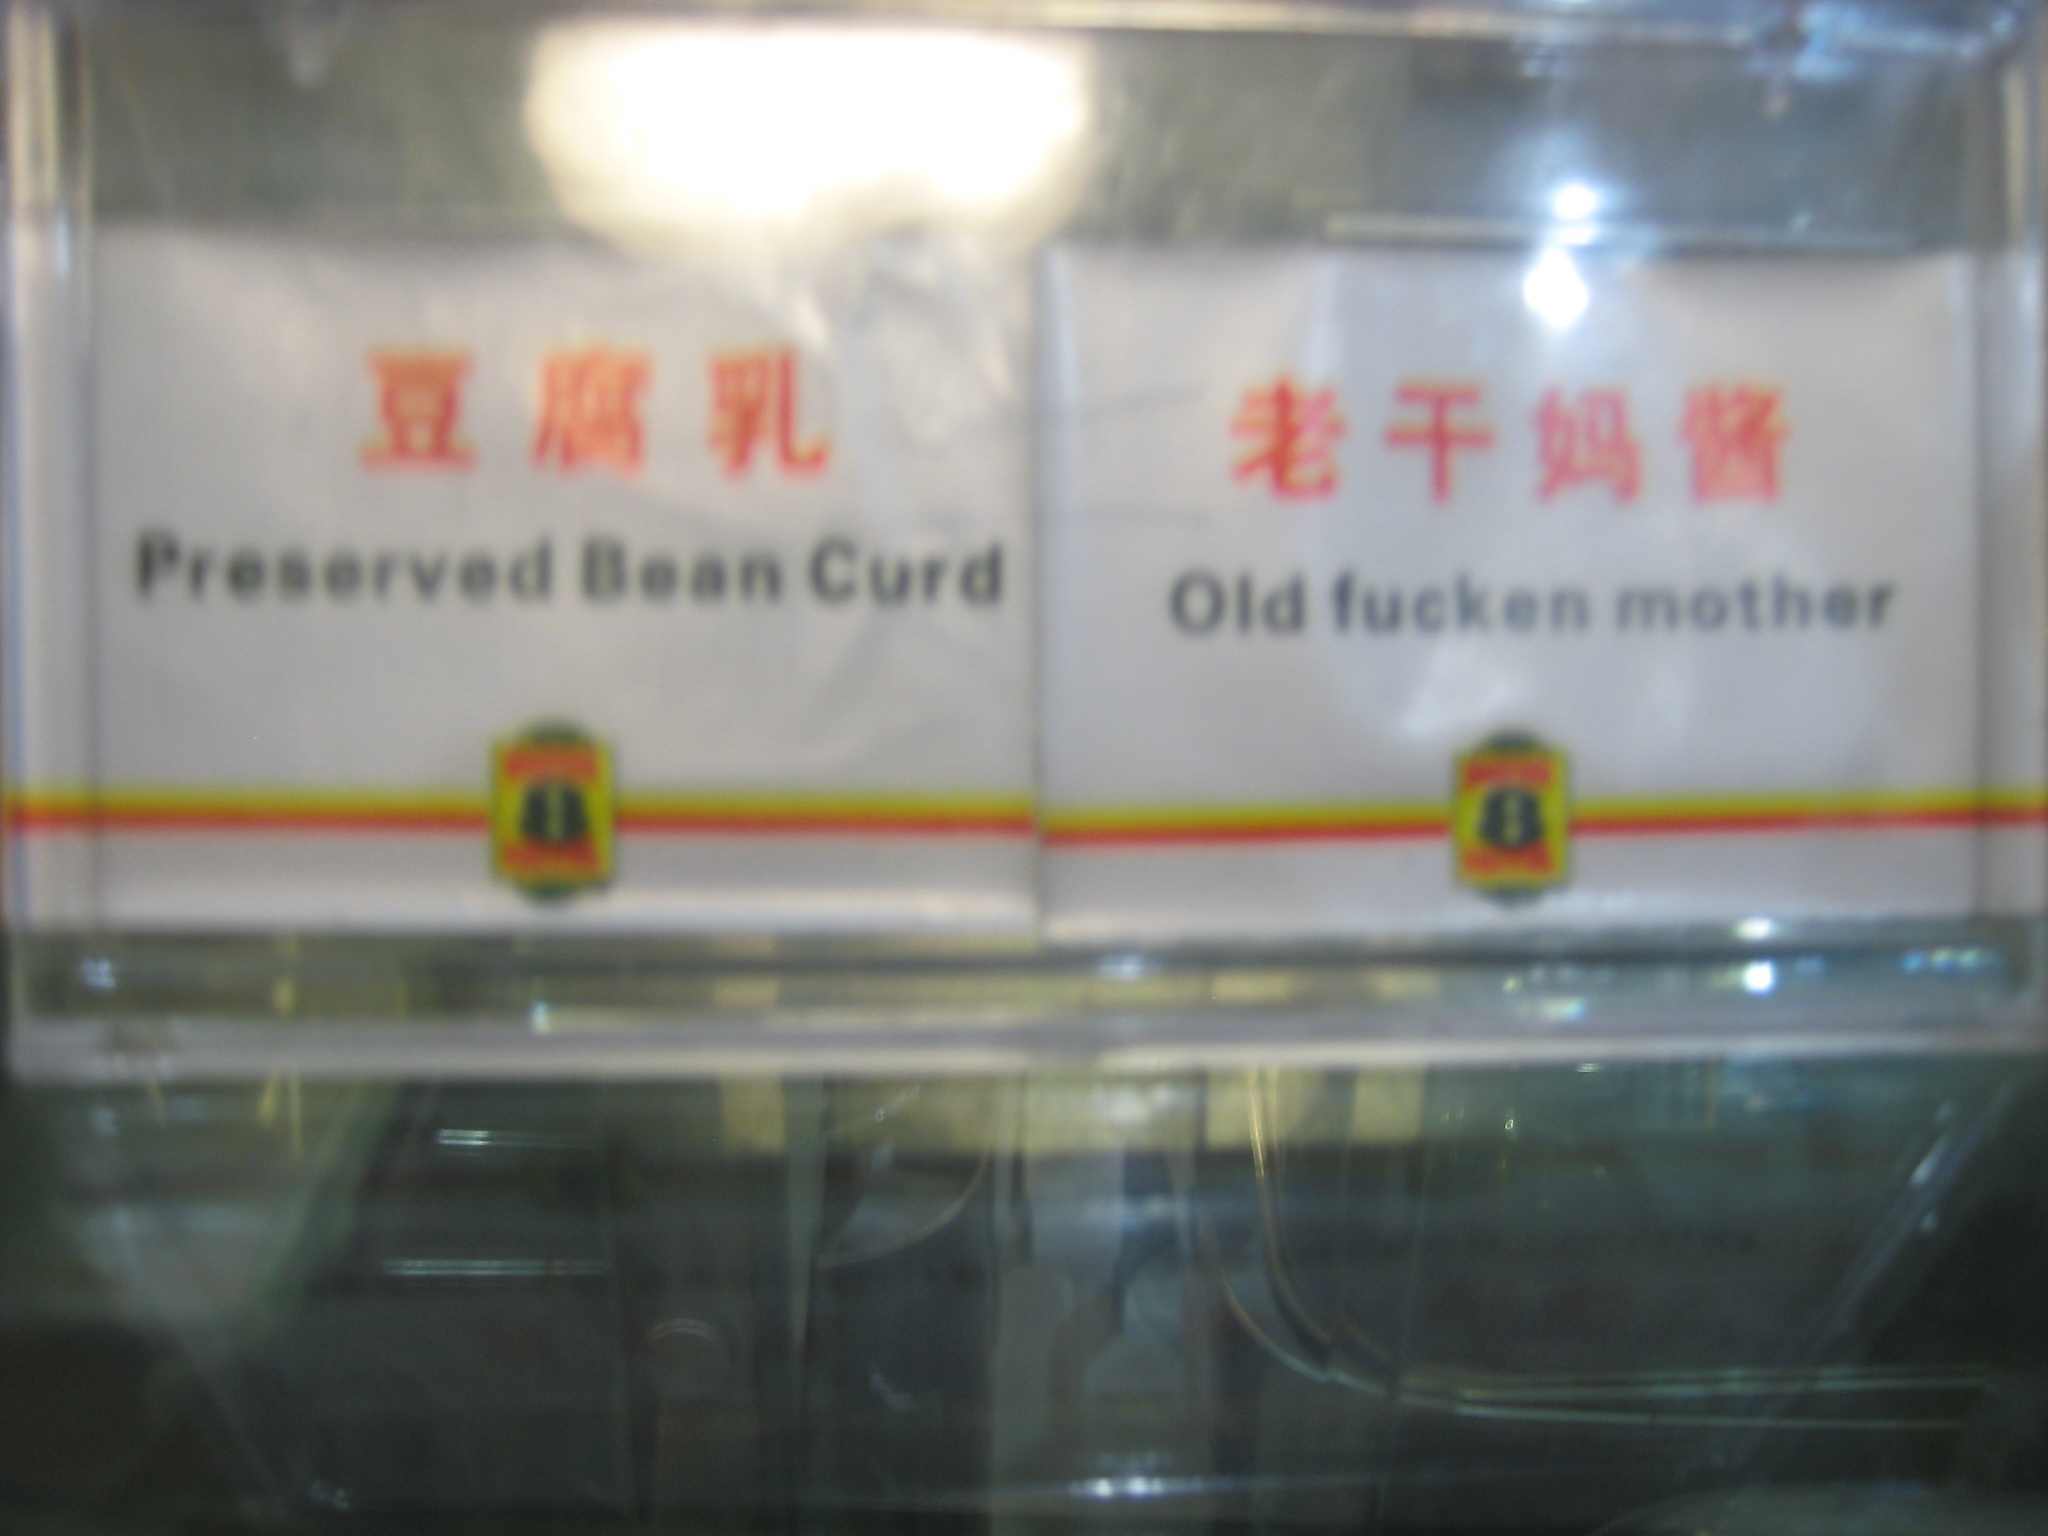 豆腐乳
Preserved Bean Curd
老干妈酱
Old fucken mother